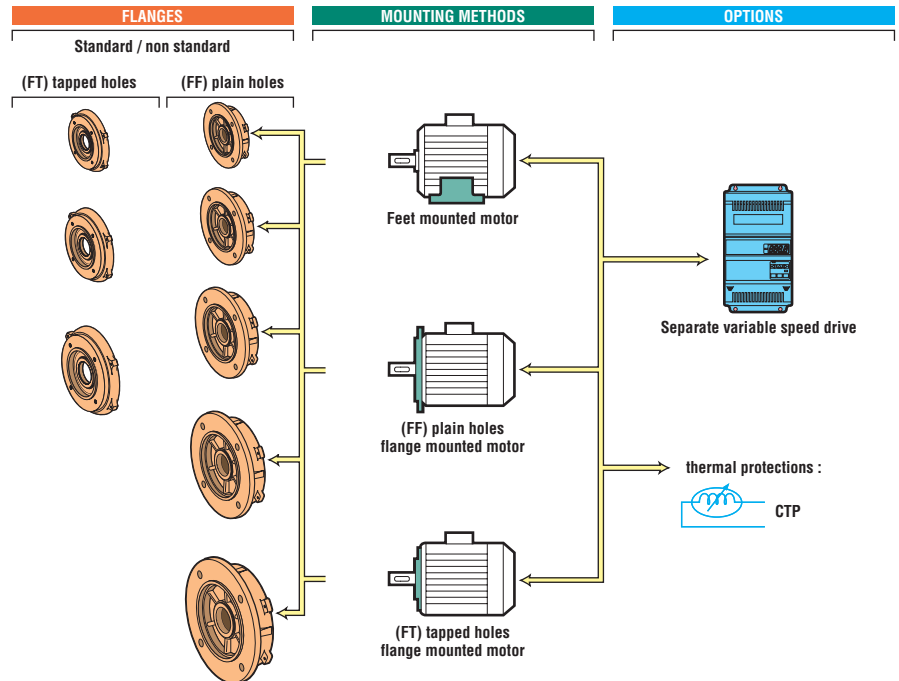 FLANGES
MOUNTING METHODS
OPTIONS
Standard / non standard
(FT) tapped holes
(FF) plain holes
Feet mounted motor
Separate variable speed drive
(FF) plain holes
flange mounted motor
thermal protections :
CTP
(FT) tapped holes
flange mounted motor